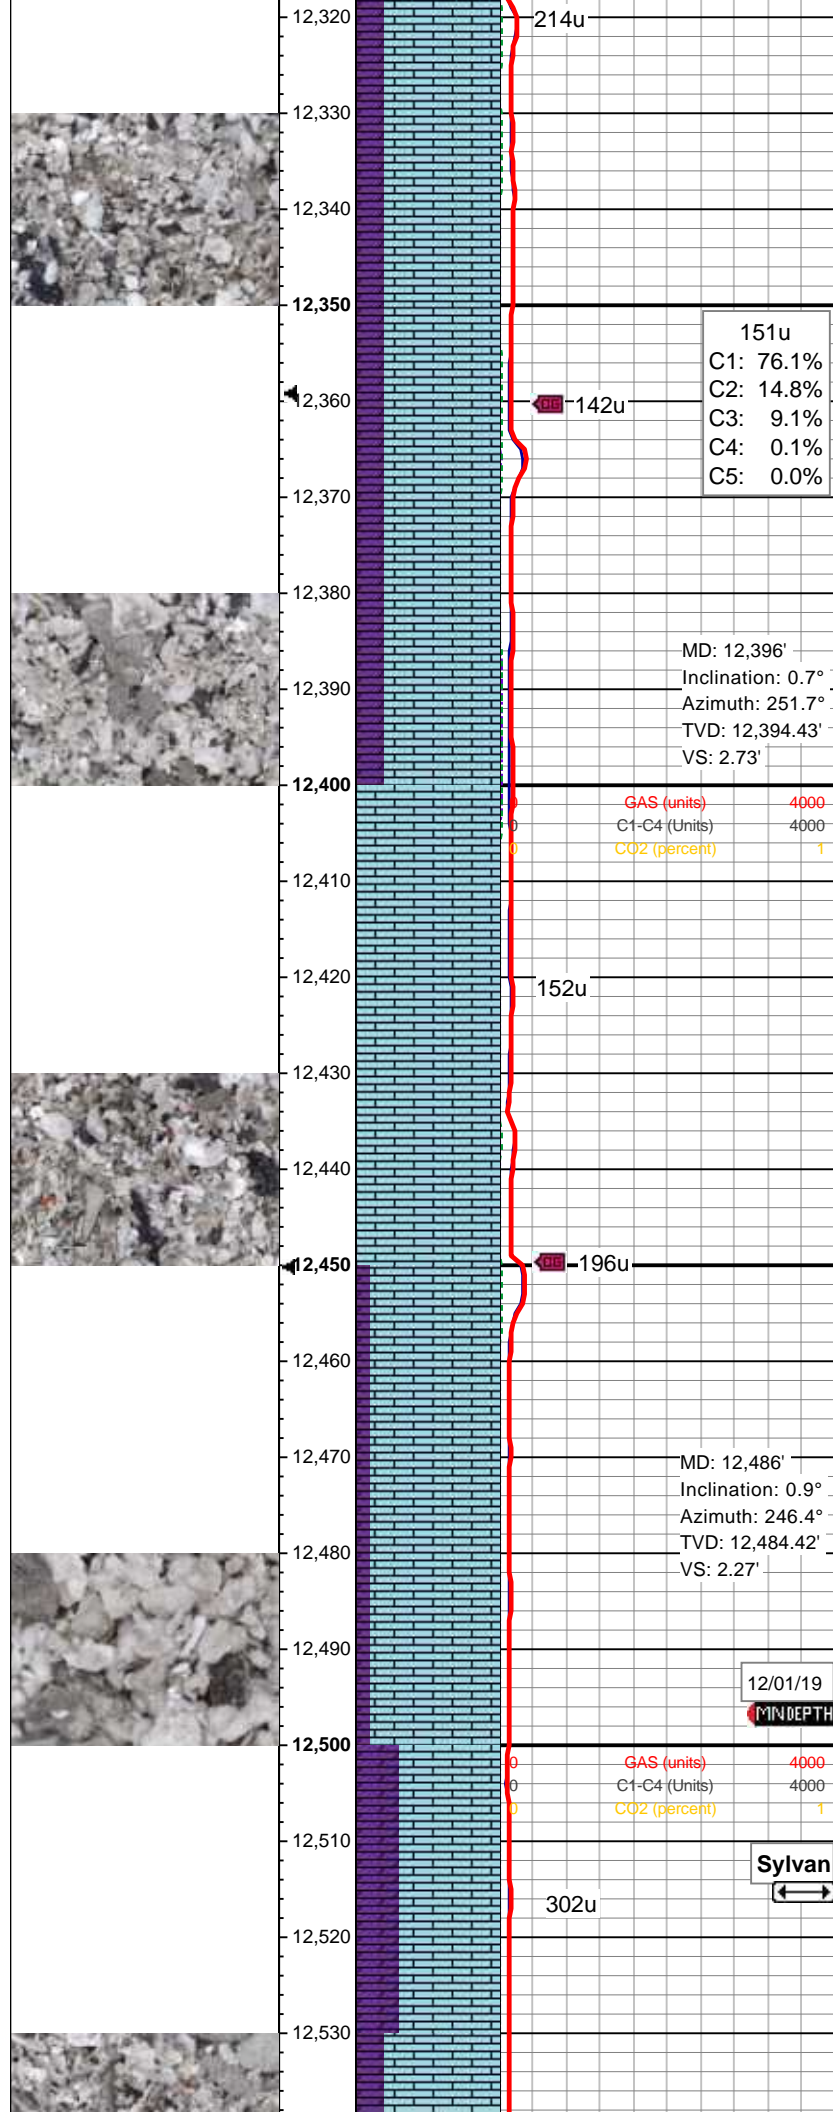 12,320
214u
12,330
12,340
12,350
151u
C1: 76.1%
C2: 14.8%
C3: 9.1%
C4: 0.1%
C5: 0.0%
12,360
142u
12,370
12,380
MD: 12,396'
Inclination: 0.7°
12,390
Azimuth: 251.7°
TVD: 12,394.43'
VS: 2.73'
12,400
0 GAS (units) 4000
0 C1-C4 (Units) 4000
0 CO2 (percent) 1
12,410
12,420
152u
12,430
12,440
12,450
196u
12,460
12,470
MD: 12,486'
Inclination: 0.9°
Azimuth: 246.4°
TVD: 12,484.42'
12,480
VS: 2.27'
12,490
12/01/19
MN DEPTH
12,500
0 GAS (units) 4000
0 C1-C4 (Units) 4000
0 CO2 (percent) 1
12,510
Sylvan
302u
12,520
12,530